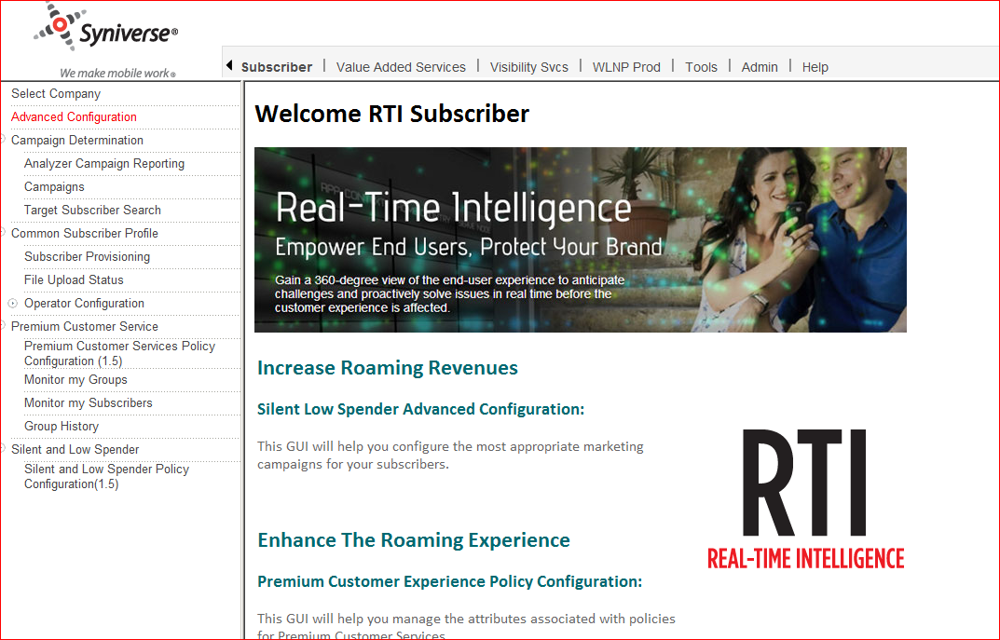 Syniverse®
We make mobile work®
Subscriber | Value Added Services | Visibility Svcs | WLNP Prod | Tools | Admin | Help
Select Company
Advanced Configuration
Campaign Determination
Analyzer Campaign Reporting
Campaigns
Target Subscriber Search
Common Subscriber Profile
Subscriber Provisioning
File Upload Status
Operator Configuration
Premium Customer Service
Premium Customer Services Policy
Configuration (1.5)
Monitor my Groups
Monitor my Subscribers
Group History
Silent and Low Spender
Silent and Low Spender Policy
Configuration(1.5)
Welcome RTI Subscriber
Real-Time Intelligence
Empower End Users, Protect Your Brand
Gain a 360-degree view of the end-user experience to anticipate
challenges and proactively solve issues in real time before the
customer experience is affected.
Increase Roaming Revenues
Silent Low Spender Advanced Configuration:
This GUI will help you configure the most appropriate marketing
campaigns for your subscribers.
Enhance The Roaming Experience
Premium Customer Experience Policy Configuration:
This GUI will help you manage the attributes associated with policies
for Premium Customer Services
RTI
REAL-TIME INTELLIGENCE